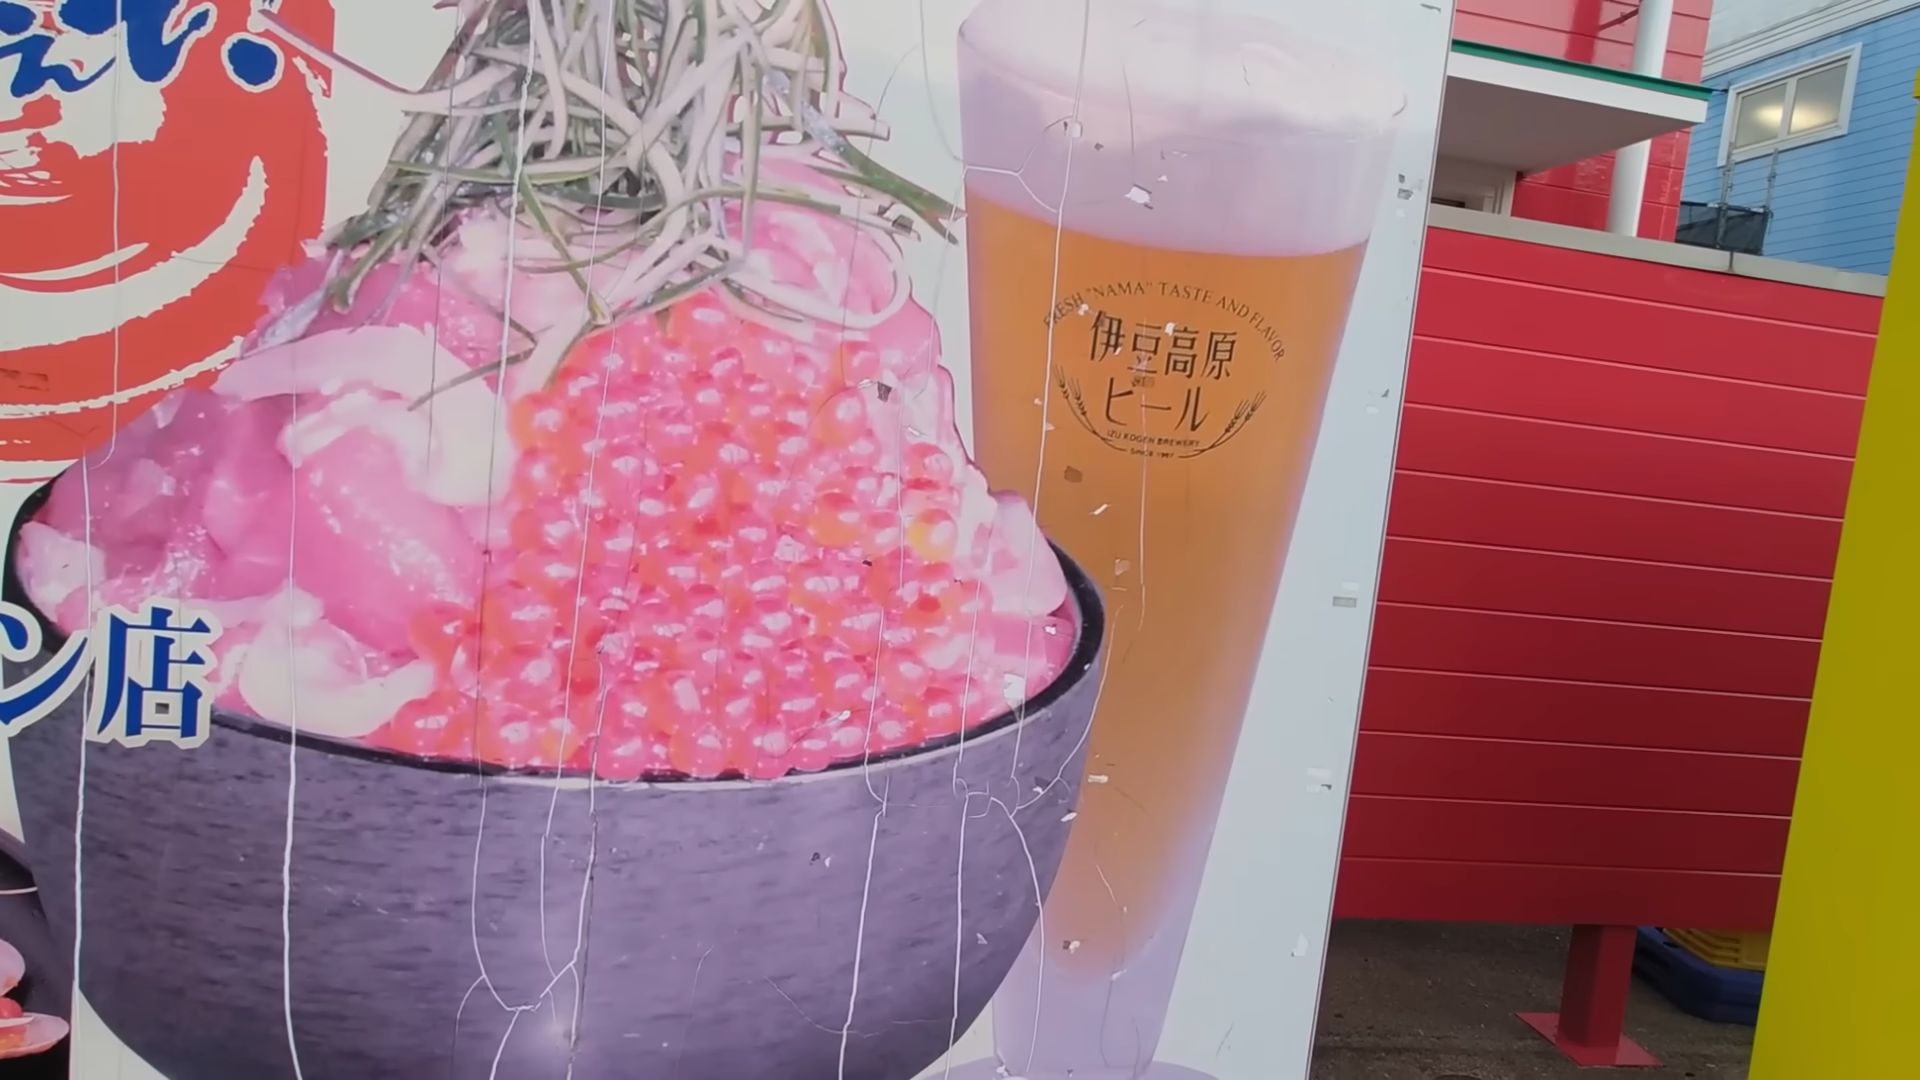 FRESH "NAMA" TASTE AND FLAVOR
伊豆高原
ビール
IZU KOGEN BREWERY
SINCE 1997
ン店